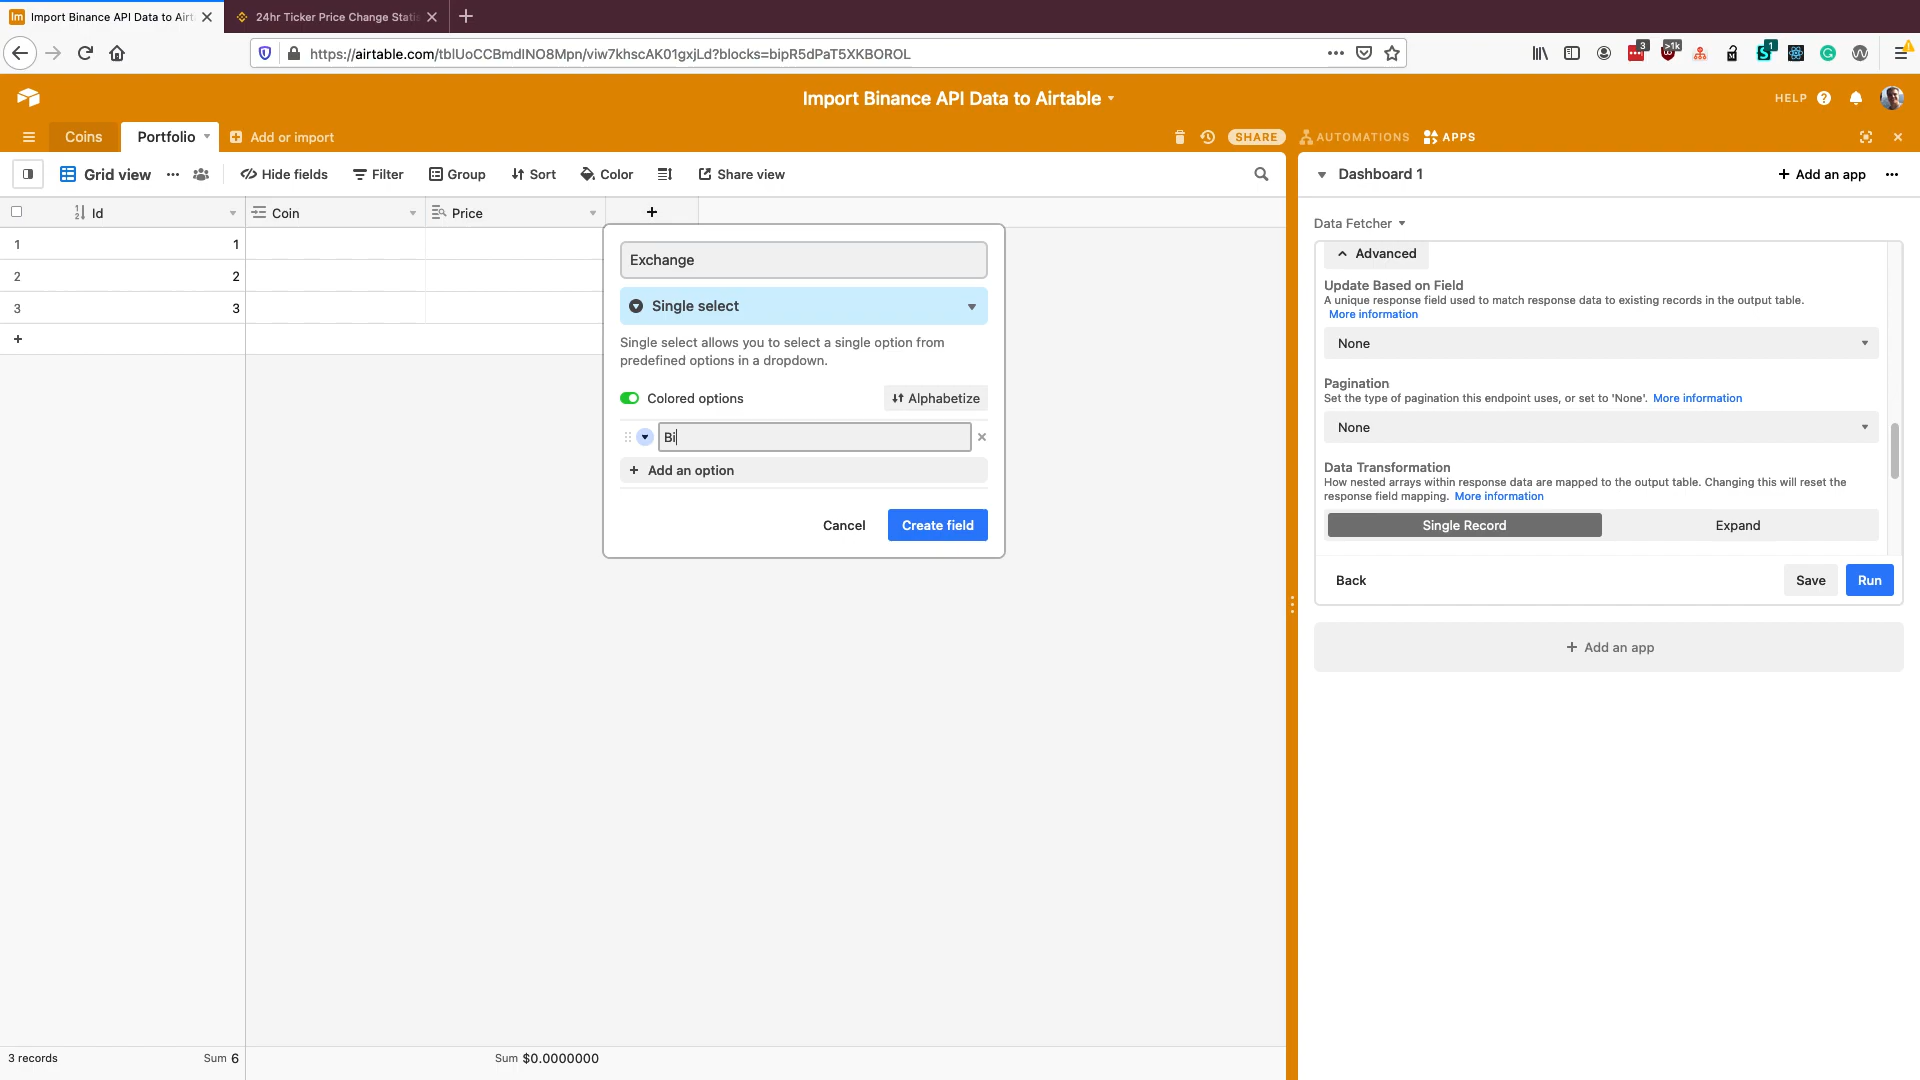 Import Binance API Data to Airt
24hr Ticker Price Change Statis
https://airtable.com/tblUoCCBmdINO8Mpn/viw7khscAK01gxjLd?blocks=bipR5dPaT5XKBOROL
3
>1k
1
Import Binance API Data to Airtable
HELP
Coins
Portfolio
Add or import
SHARE
AUTOMATIONS
APPS
Grid view
Hide fields
Filter
Group
Sort
Color
Share view
Dashboard 1
Add an app
Id
Coin
Price
1 1
2 2
3 3
Exchange
Single select
Single select allows you to select a single option from
predefined options in a dropdown.
Colored options
Alphabetize
Bi
Add an option
Cancel
Create field
Data Fetcher
Advanced
Update Based on Field
A unique response field used to match response data to existing records in the output table.
More information
None
Pagination
Set the type of pagination this endpoint uses, or set to 'None'. More information
None
Data Transformation
How nested arrays within response data are mapped to the output table. Changing this will reset the
response field mapping. More information
Single Record
Expand
Back
Save
Run
Add an app
3 records
Sum 6
Sum $0.0000000